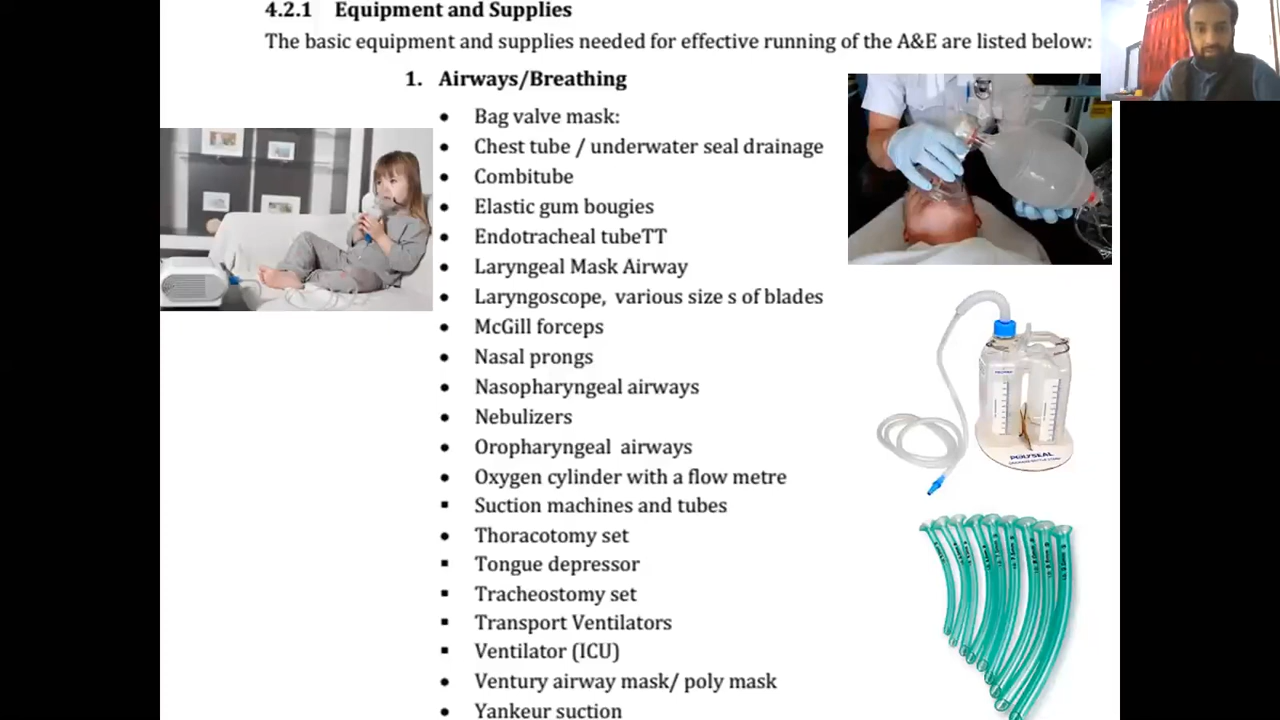 4.2.1 Equipment and Supplies
The basic equipment and supplies needed for effective running of the A&E are listed below:
1. Airways/Breathing
• Bag valve mask:
• Chest tube / underwater seal drainage
• Combitube
• Elastic gum bougies
• Endotracheal tubeTT
• Laryngeal Mask Airway
• Laryngoscope, various size s of blades
• McGill forceps
• Nasal prongs
• Nasopharyngeal airways
• Nebulizers
• Oropharyngeal airways
• Oxygen cylinder with a flow metre
▪ Suction machines and tubes
• Thoracotomy set
▪ Tongue depressor
▪ Tracheostomy set
▪ Transport Ventilators
▪ Ventilator (ICU)
• Ventury airway mask/ poly mask
• Yankeur suction
POLYSEAL